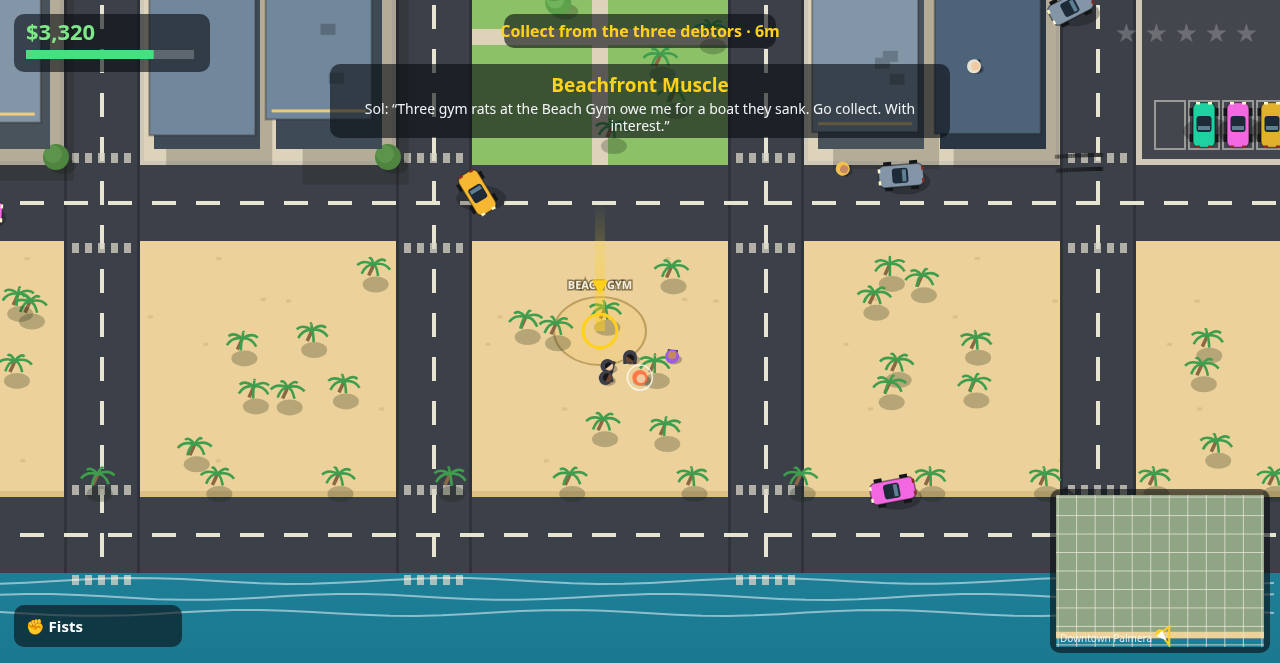 $3,320
Collect from the three debtors · 6m
Beachfront Muscle
Sol: “Three gym rats at the Beach Gym owe me for a boat they sank. Go collect. With
interest.”
BEACH GYM
✊ Fists
Downtown Palmera